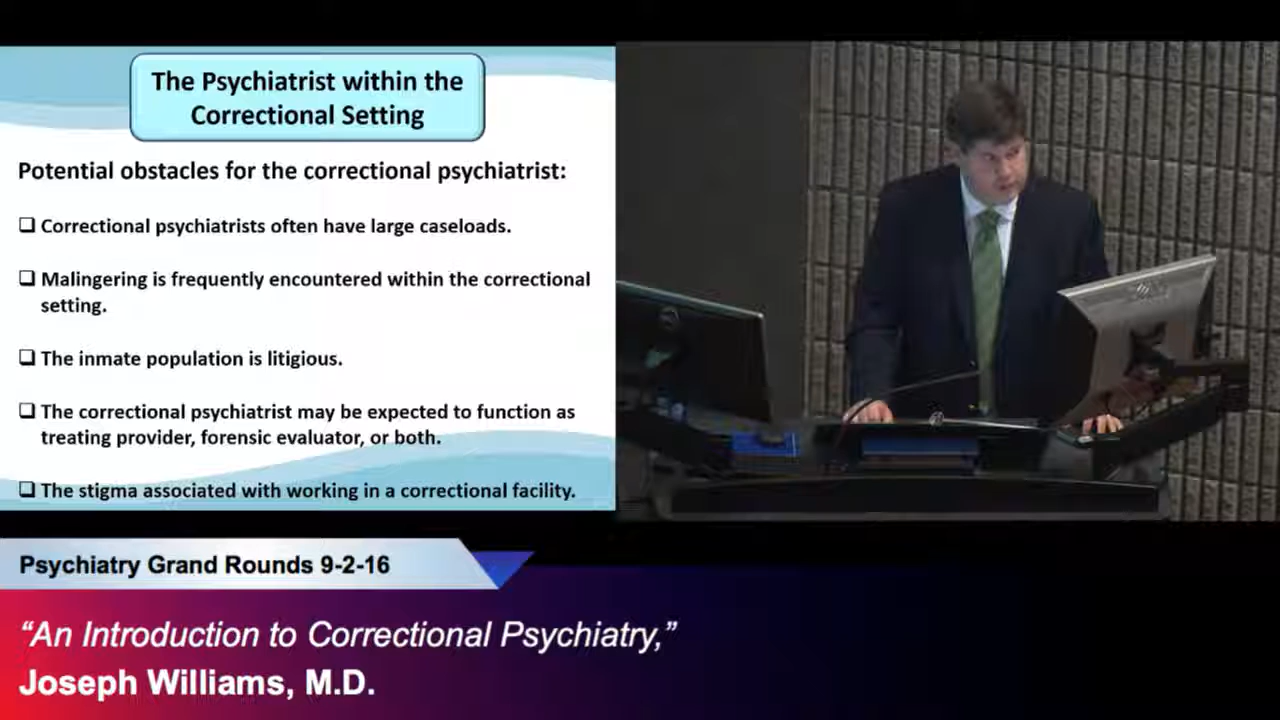 The Psychiatrist within the
Correctional Setting
Potential obstacles for the correctional psychiatrist:
❑ Correctional psychiatrists often have large caseloads.
❑ Malingering is frequently encountered within the correctional
setting.
❑ The inmate population is litigious.
❑ The correctional psychiatrist may be expected to function as
treating provider, forensic evaluator, or both.
❑ The stigma associated with working in a correctional facility.
Psychiatry Grand Rounds 9-2-16
“An Introduction to Correctional Psychiatry,”
Joseph Williams, M.D.